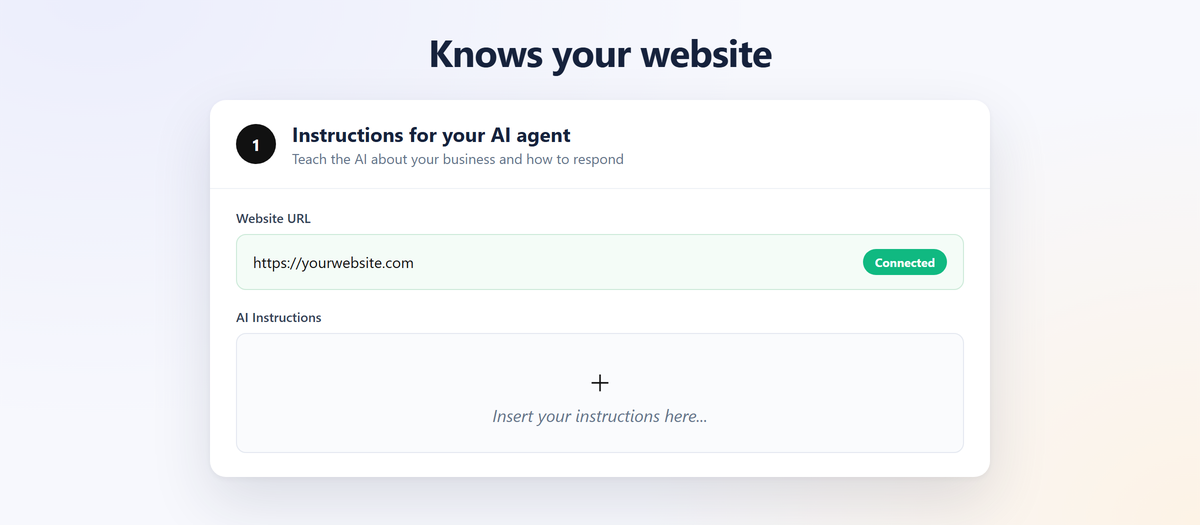 Knows your website
1
Instructions for your AI agent
Teach the AI about your business and how to respond
Website URL
https://yourwebsite.com
Connected
AI Instructions
+
Insert your instructions here...